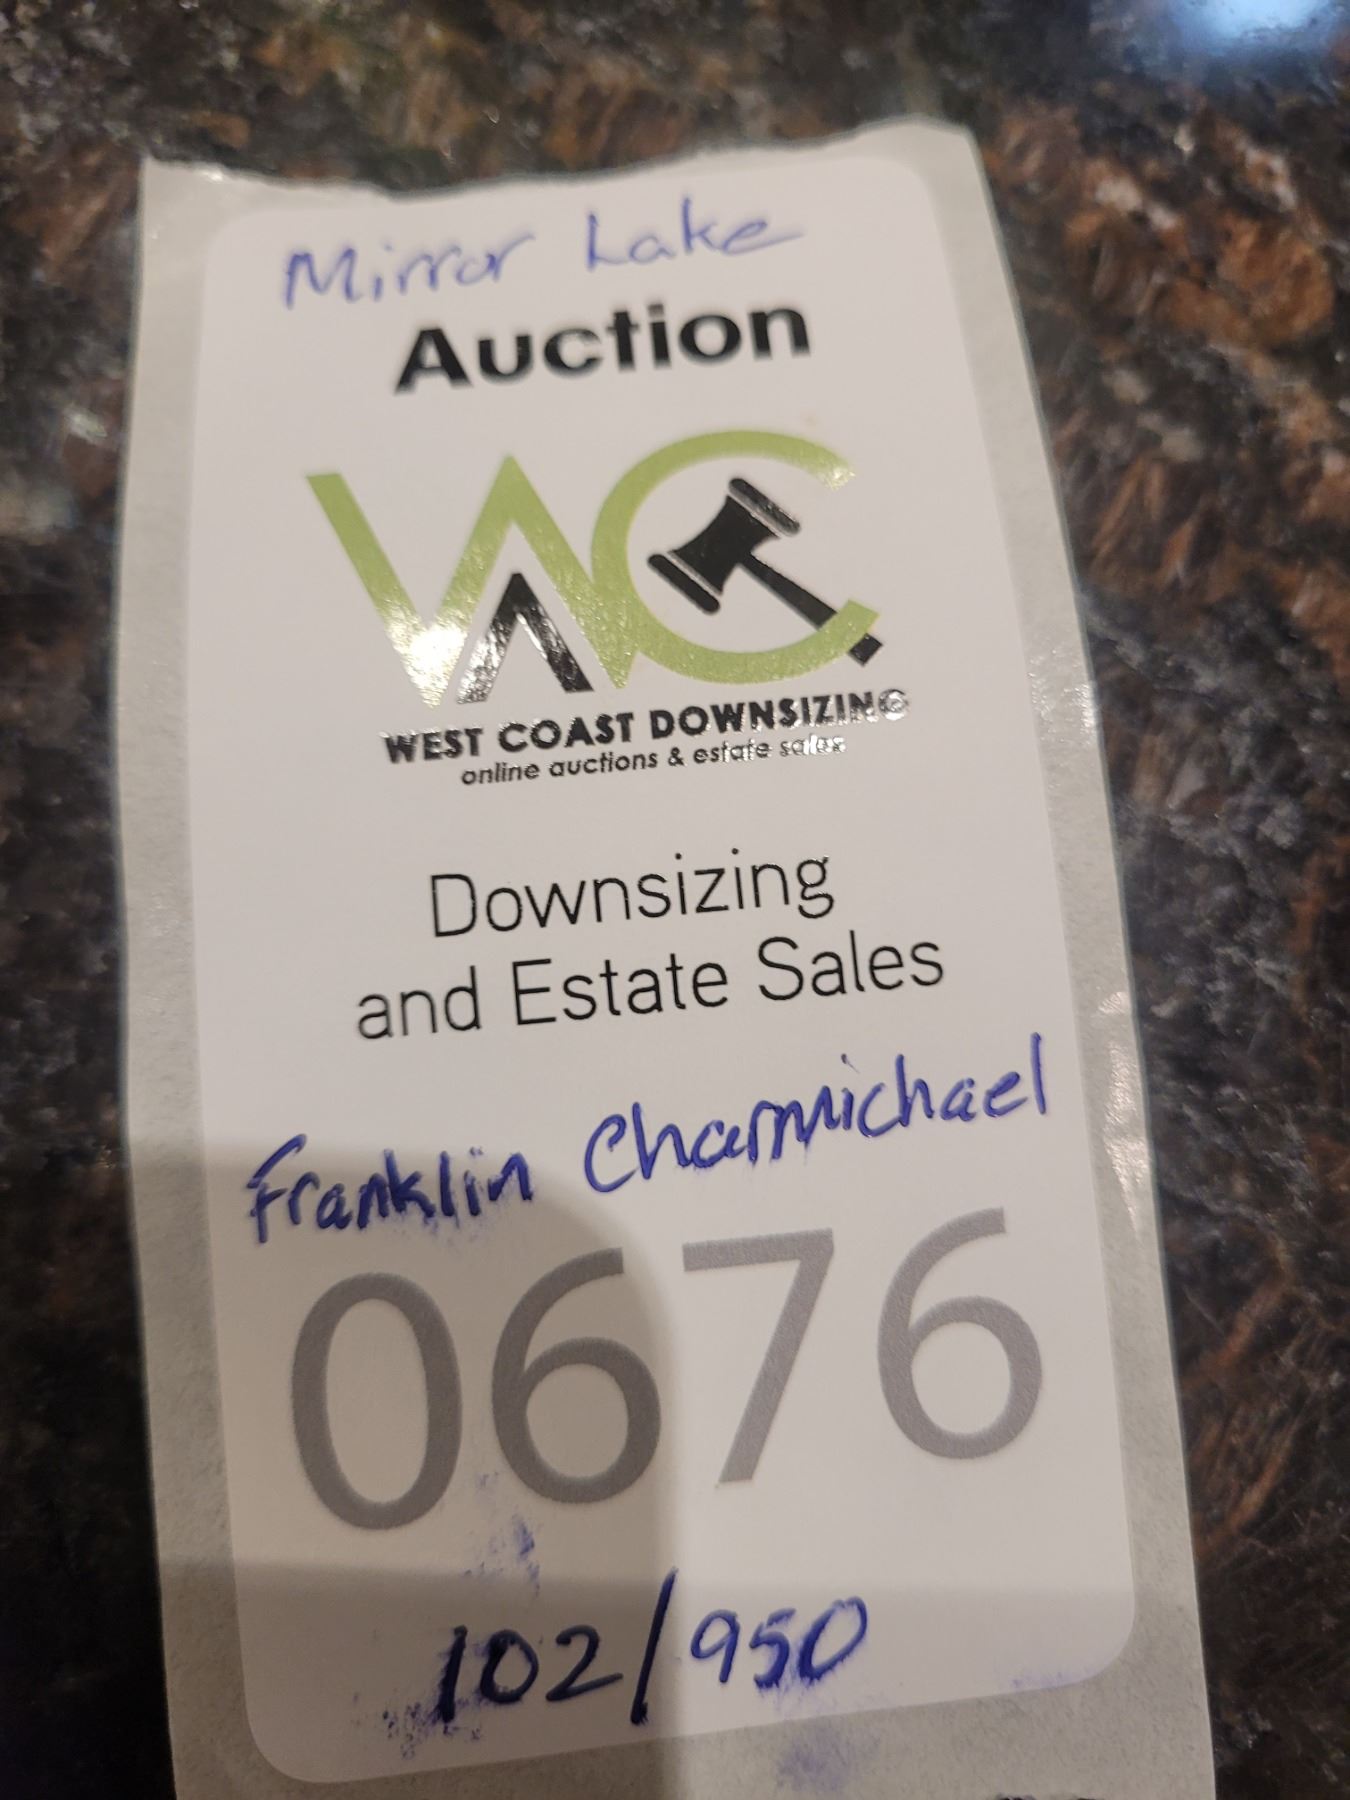 Mirror Lake
Auction
WAC
WEST COAST DOWNSIZING
online auctions & estate sales
Downsizing
and Estate Sales
Franklin Charmichael
0676
102/950